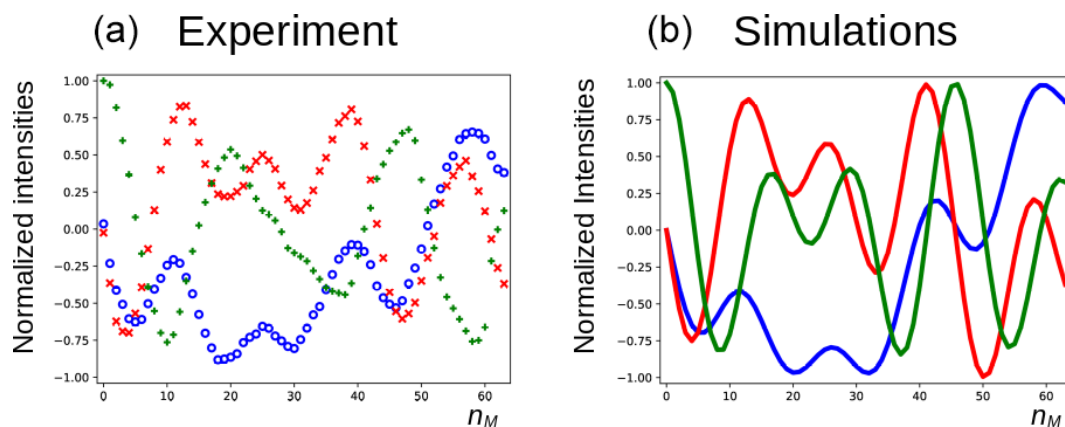 (a) Experiment
Normalized intensities
1.00
0.75
0.50
0.25
0.00
−0.25
−0.50
−0.75
−1.00
0 10 20 30 40 50 60
n_M
(b) Simulations
Normalized Intensities
1.00
0.75
0.50
0.25
0.00
−0.25
−0.50
−0.75
−1.00
0 10 20 30 40 50 60
n_M